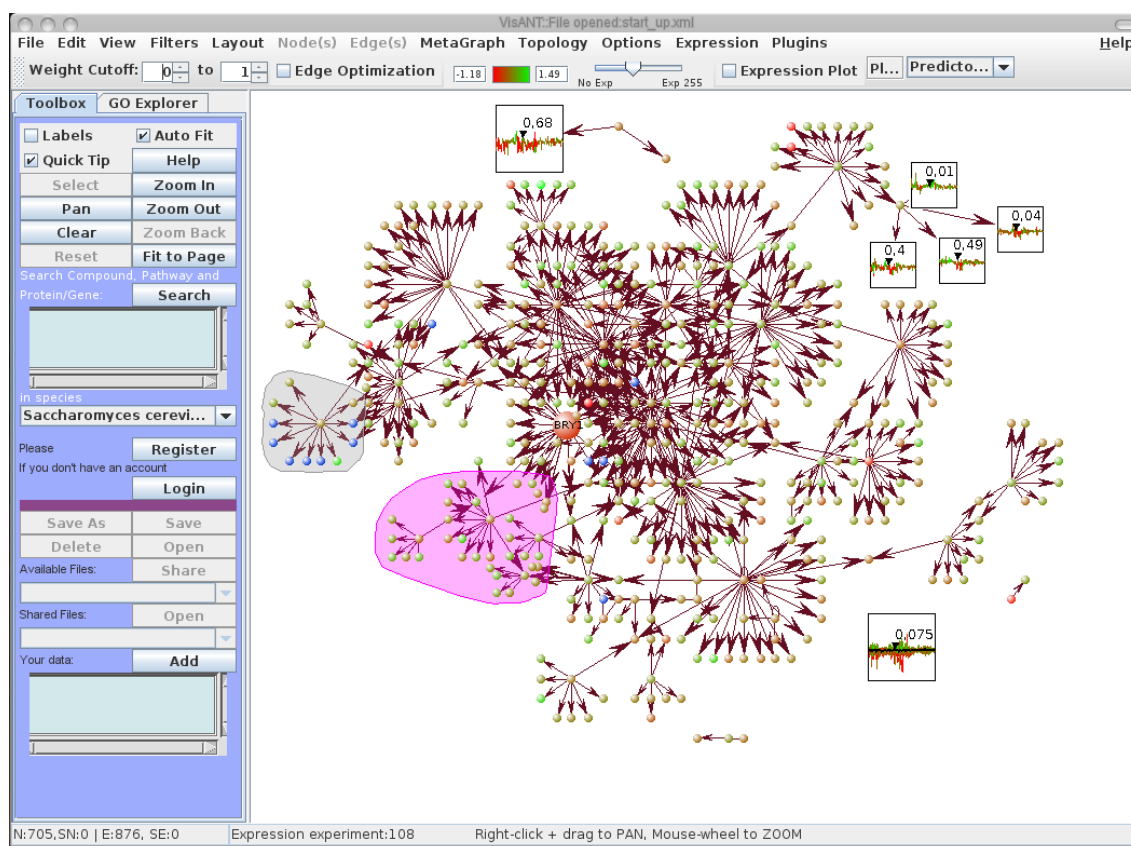 VisANT::File opened:start_up.xml
File Edit View Filters Layout Node(s) Edge(s) MetaGraph Topology Options Expression Plugins Help
Weight Cutoff: 0 to 1 Edge Optimization -1.18 1.49 No Exp Exp 255 Expression Plot Pl... Predicto...
Toolbox GO Explorer
Labels Auto Fit
Quick Tip Help
Select Zoom In
Pan Zoom Out
Clear Zoom Back
Reset Fit to Page
Search Compound, Pathway and
Protein/Gene: Search
in species
Saccharomyces cerevi...
Please Register
If you don't have an account
Login
Save As Save
Delete Open
Available Files: Share
Shared Files: Open
Your data: Add
0,68
0,01
0,04
0,4
0,49
BRY1
0,075
N:705,SN:0 | E:876, SE:0 Expression experiment:108 Right-click + drag to PAN, Mouse-wheel to ZOOM